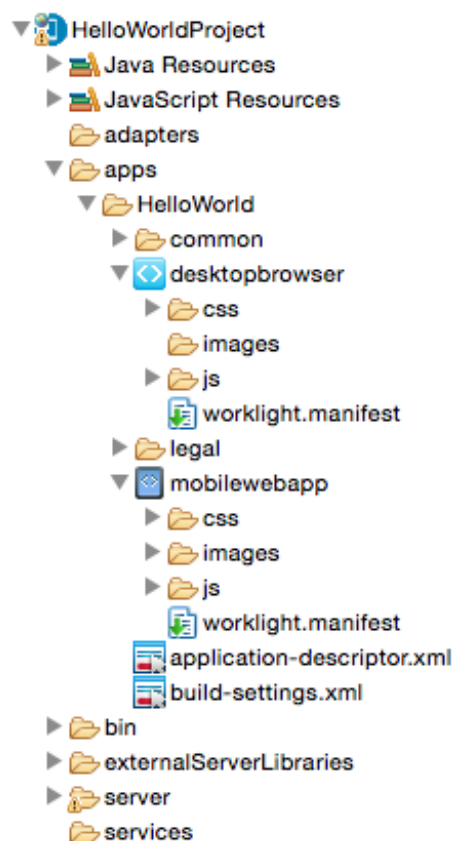 HelloWorldProject
Java Resources
JavaScript Resources
adapters
apps
HelloWorld
common
desktopbrowser
css
images
js
worklight.manifest
legal
mobilewebapp
css
images
js
worklight.manifest
application-descriptor.xml
build-settings.xml
bin
externalServerLibraries
server
services